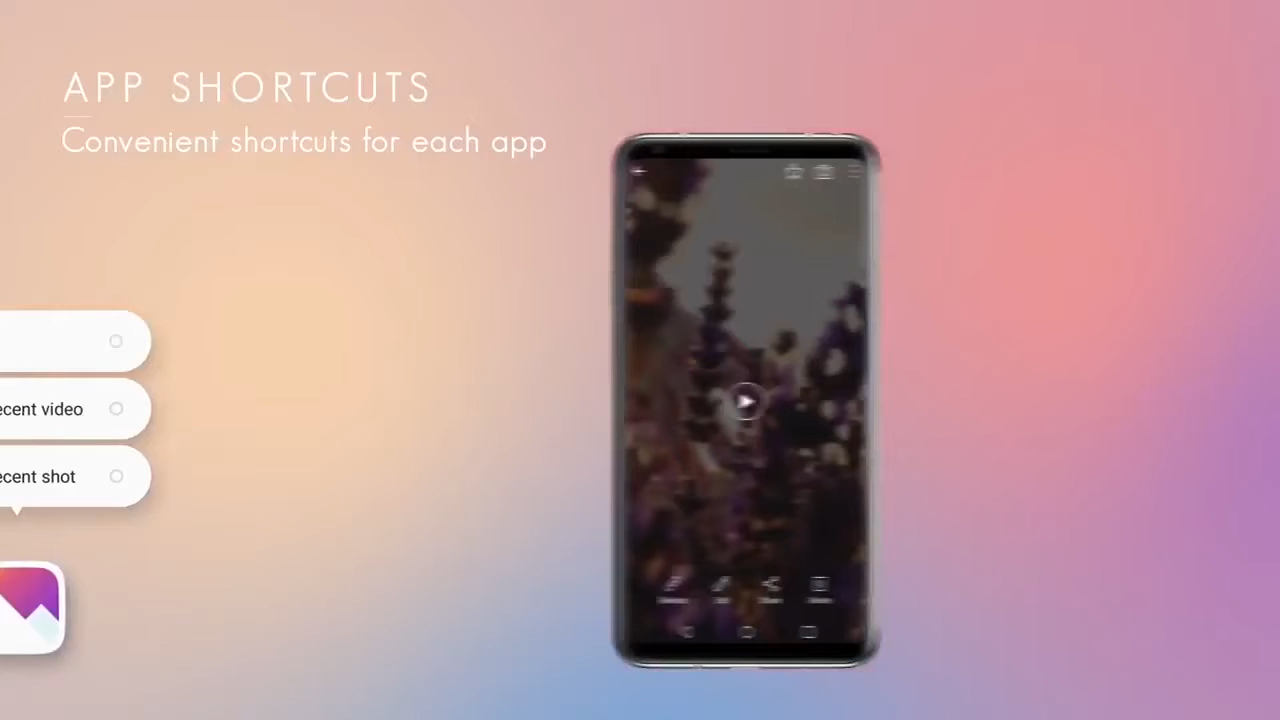 APP SHORTCUTS
Convenient shortcuts for each app
ecent video
ecent shot